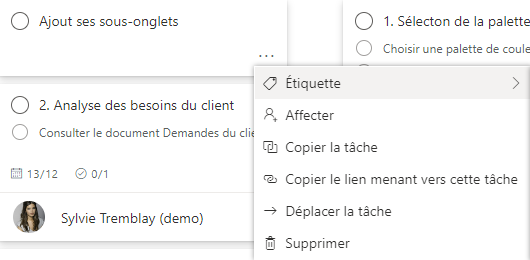 Ajout ses sous-onglets
...
2. Analyse des besoins du client
Consulter le document Demandes du clie
13/12 0/1
Sylvie Tremblay (demo)
1. Sélecton de la palette
Choisir une palette de coule
Étiquette
Affecter
Copier la tâche
Copier le lien menant vers cette tâche
Déplacer la tâche
Supprimer